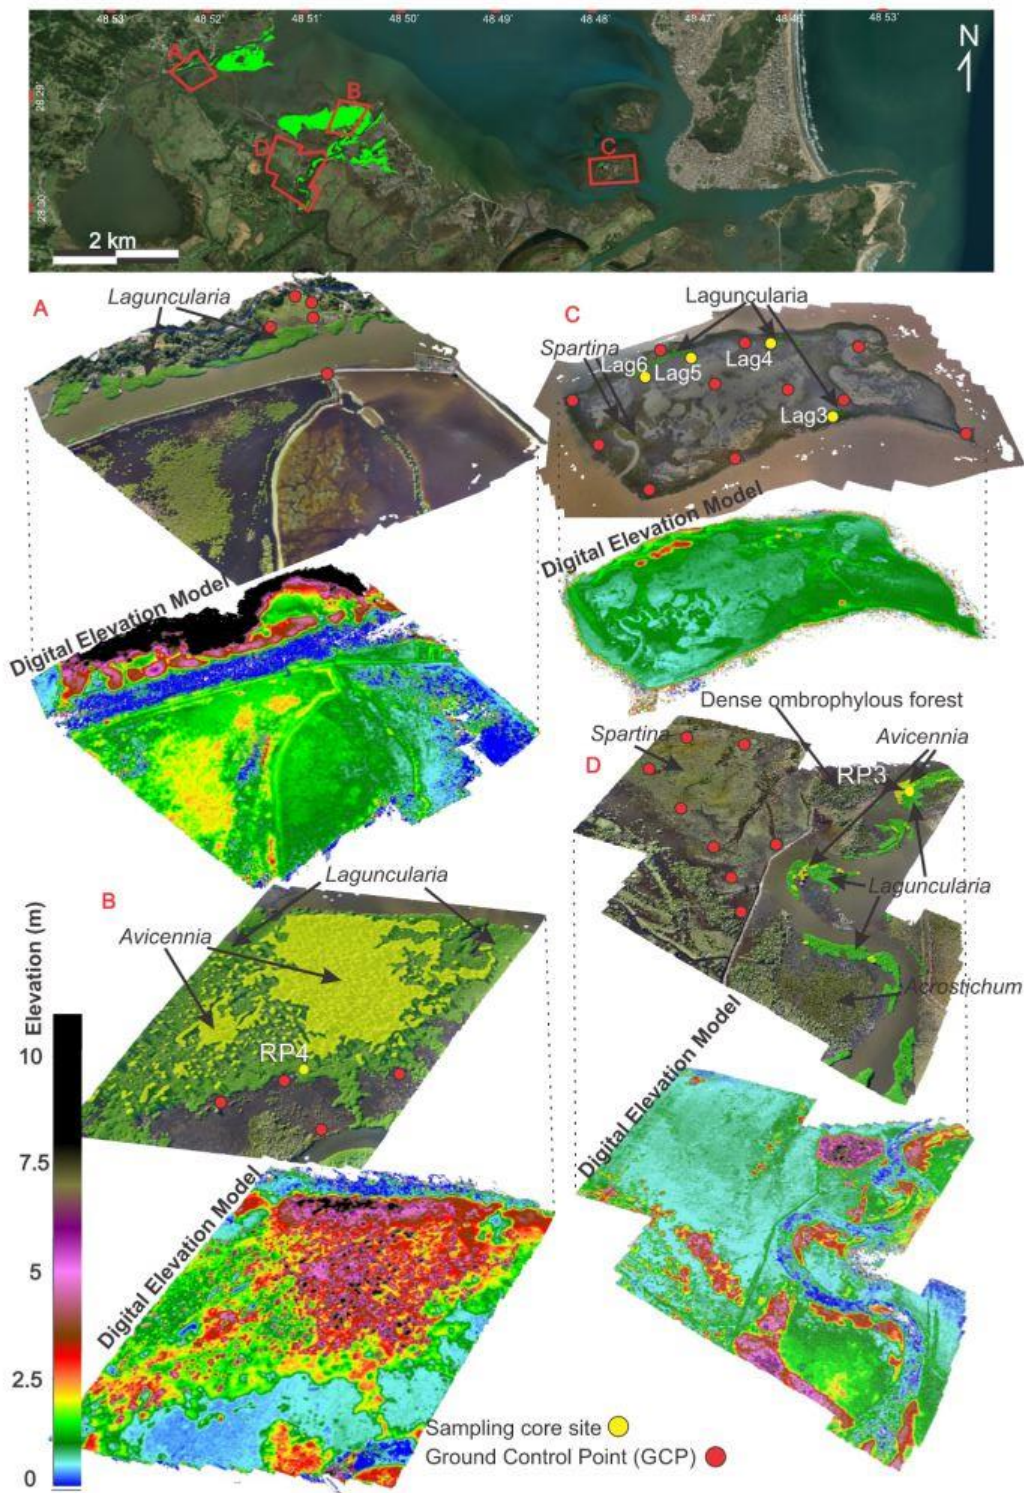 48 53' 48 52' 48 51' 48 50' 48 49' 48 48' 48 47' 48 46' 48 53'
N
28 29'
28 30'
A
B
D
C
2 km
A
Laguncularia
C
Laguncularia
Spartina
Lag6
Lag5
Lag4
Lag3
Digital Elevation Model
Digital Elevation Model
Dense ombrophylous forest
Spartina
Avicennia
D
RP3
Laguncularia
Acrostichum
Digital Elevation Model
B
Laguncularia
Avicennia
RP4
Digital Elevation Model
Elevation (m)
10
7.5
5
2.5
0
Sampling core site
Ground Control Point (GCP)